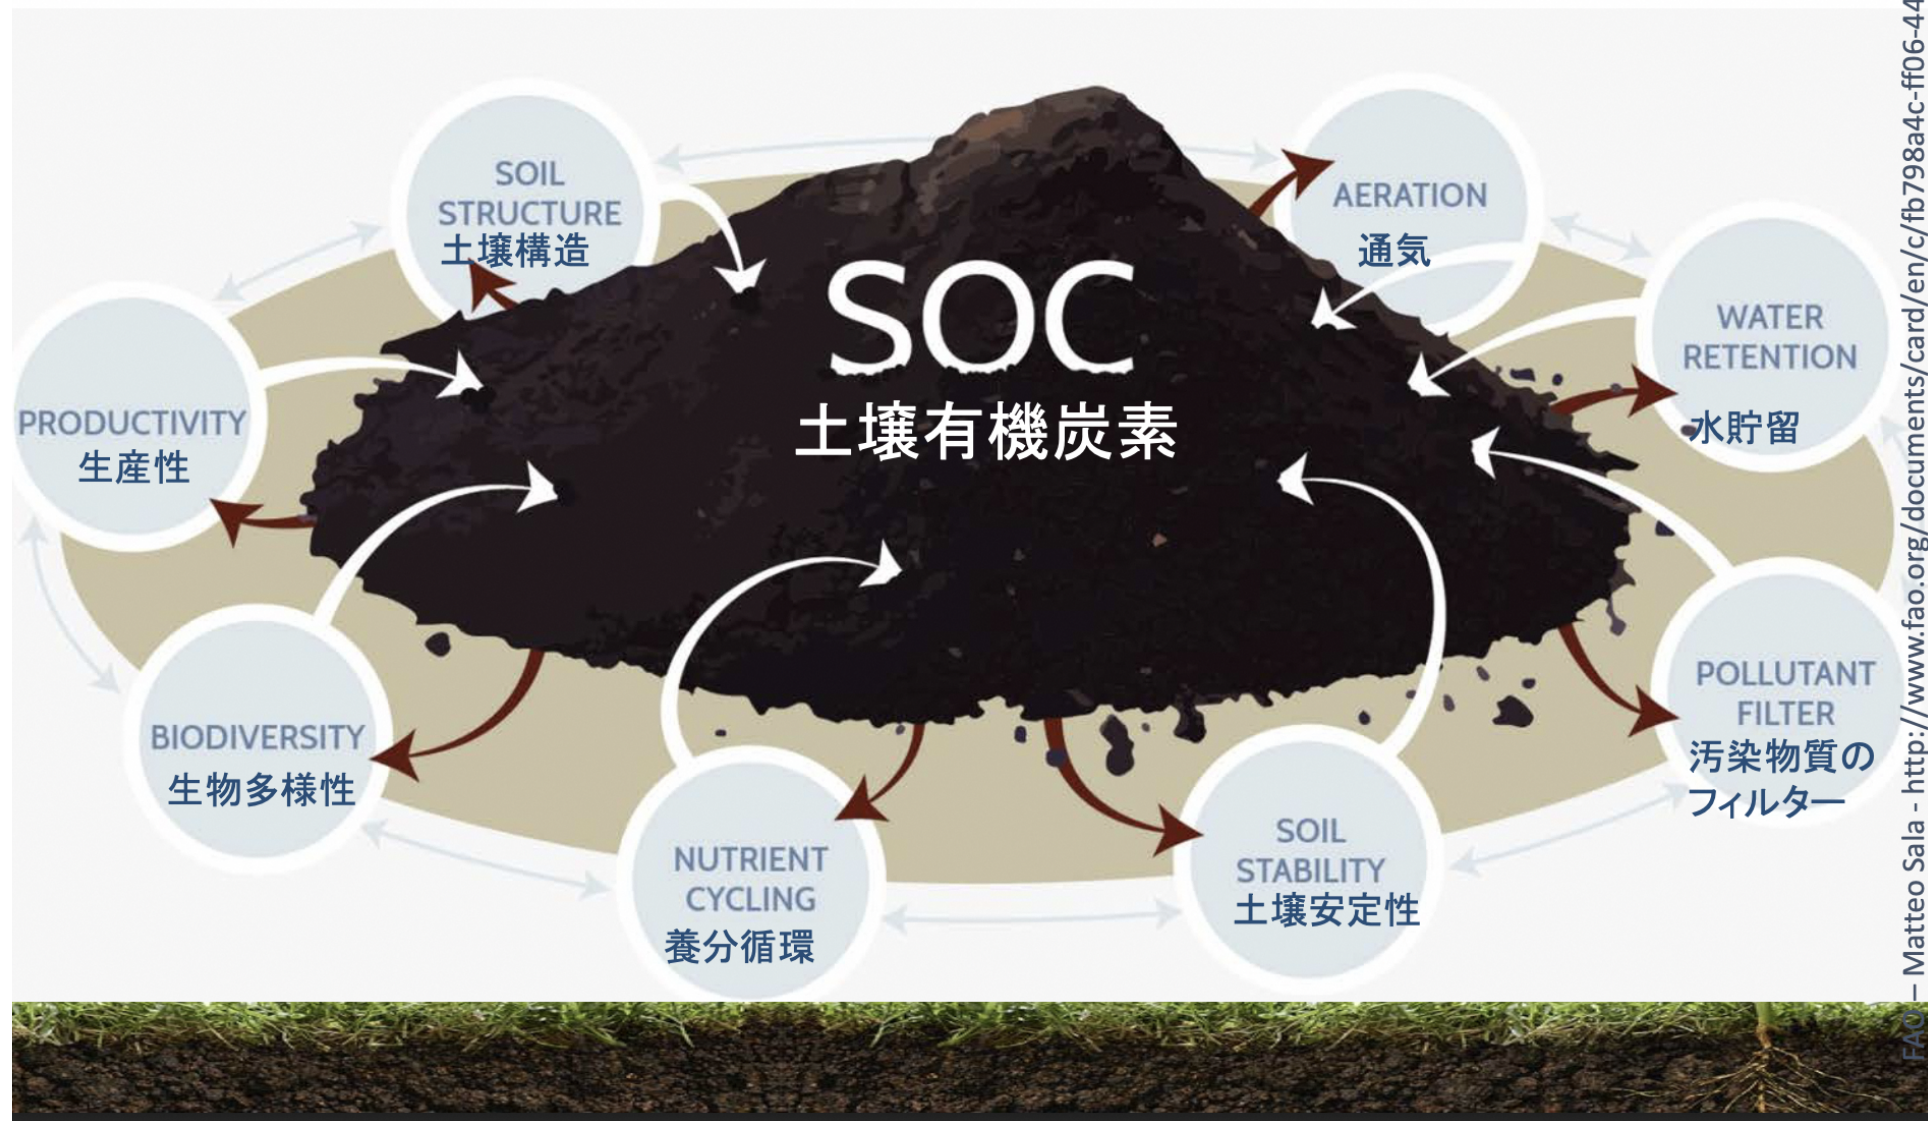 SOIL
STRUCTURE
土壌構造
AERATION
通気
WATER
RETENTION
水貯留
SOC
土壌有機炭素
PRODUCTIVITY
生産性
BIODIVERSITY
生物多様性
NUTRIENT
CYCLING
養分循環
SOIL
STABILITY
土壌安定性
POLLUTANT
FILTER
汚染物質の
フィルター
FAO – Matteo Sala - http://www.fao.org/documents/card/en/c/fb798a4c-ff06-44